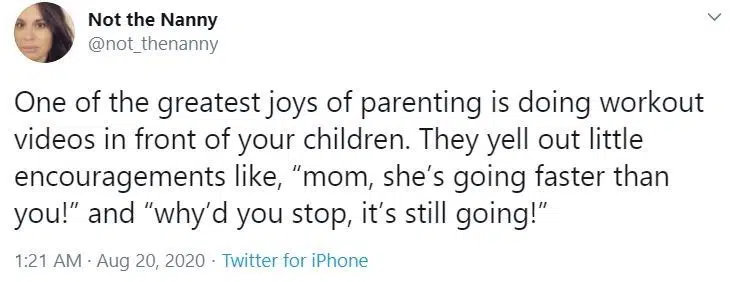 Not the Nanny
@not_thenanny
One of the greatest joys of parenting is doing workout
videos in front of your children. They yell out little
encouragements like, “mom, she’s going faster than
you!” and “why’d you stop, it’s still going!”
1:21 AM · Aug 20, 2020 · Twitter for iPhone